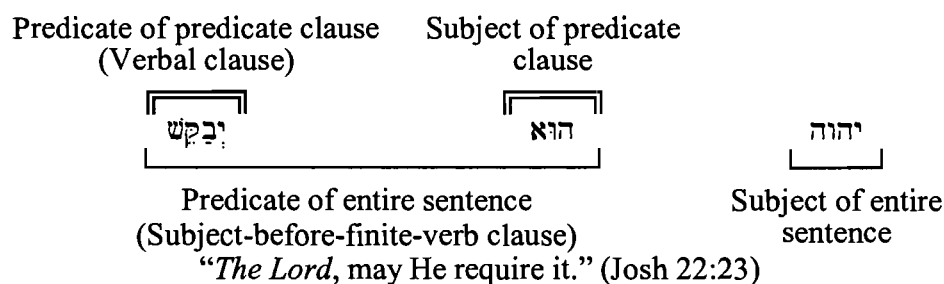 Predicate of predicate clause Subject of predicate
(Verbal clause) clause
יהוה הוּא יְבַקֵּשׁ
Predicate of entire sentence Subject of entire
(Subject-before-finite-verb clause) sentence
“The Lord, may He require it.” (Josh 22:23)